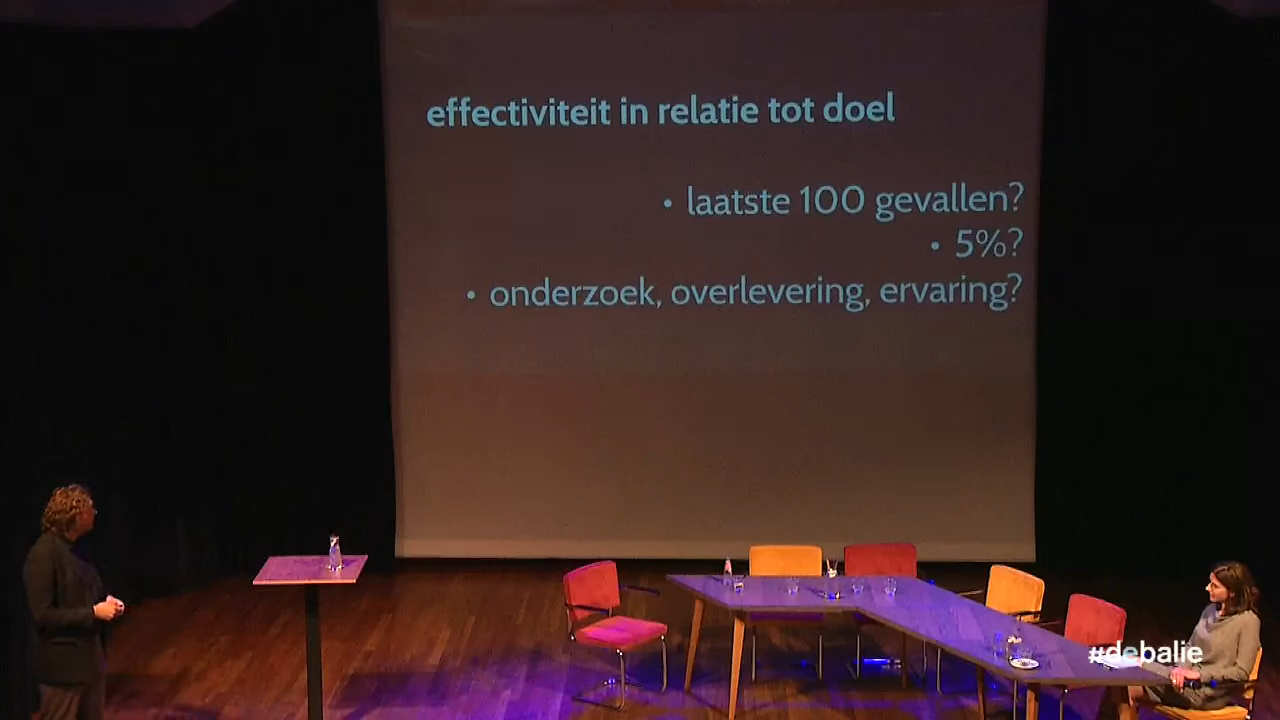 effectiviteit in relatie tot doel
• laatste 100 gevallen?
• 5%?
• onderzoek, overlevering, ervaring?
#debalie